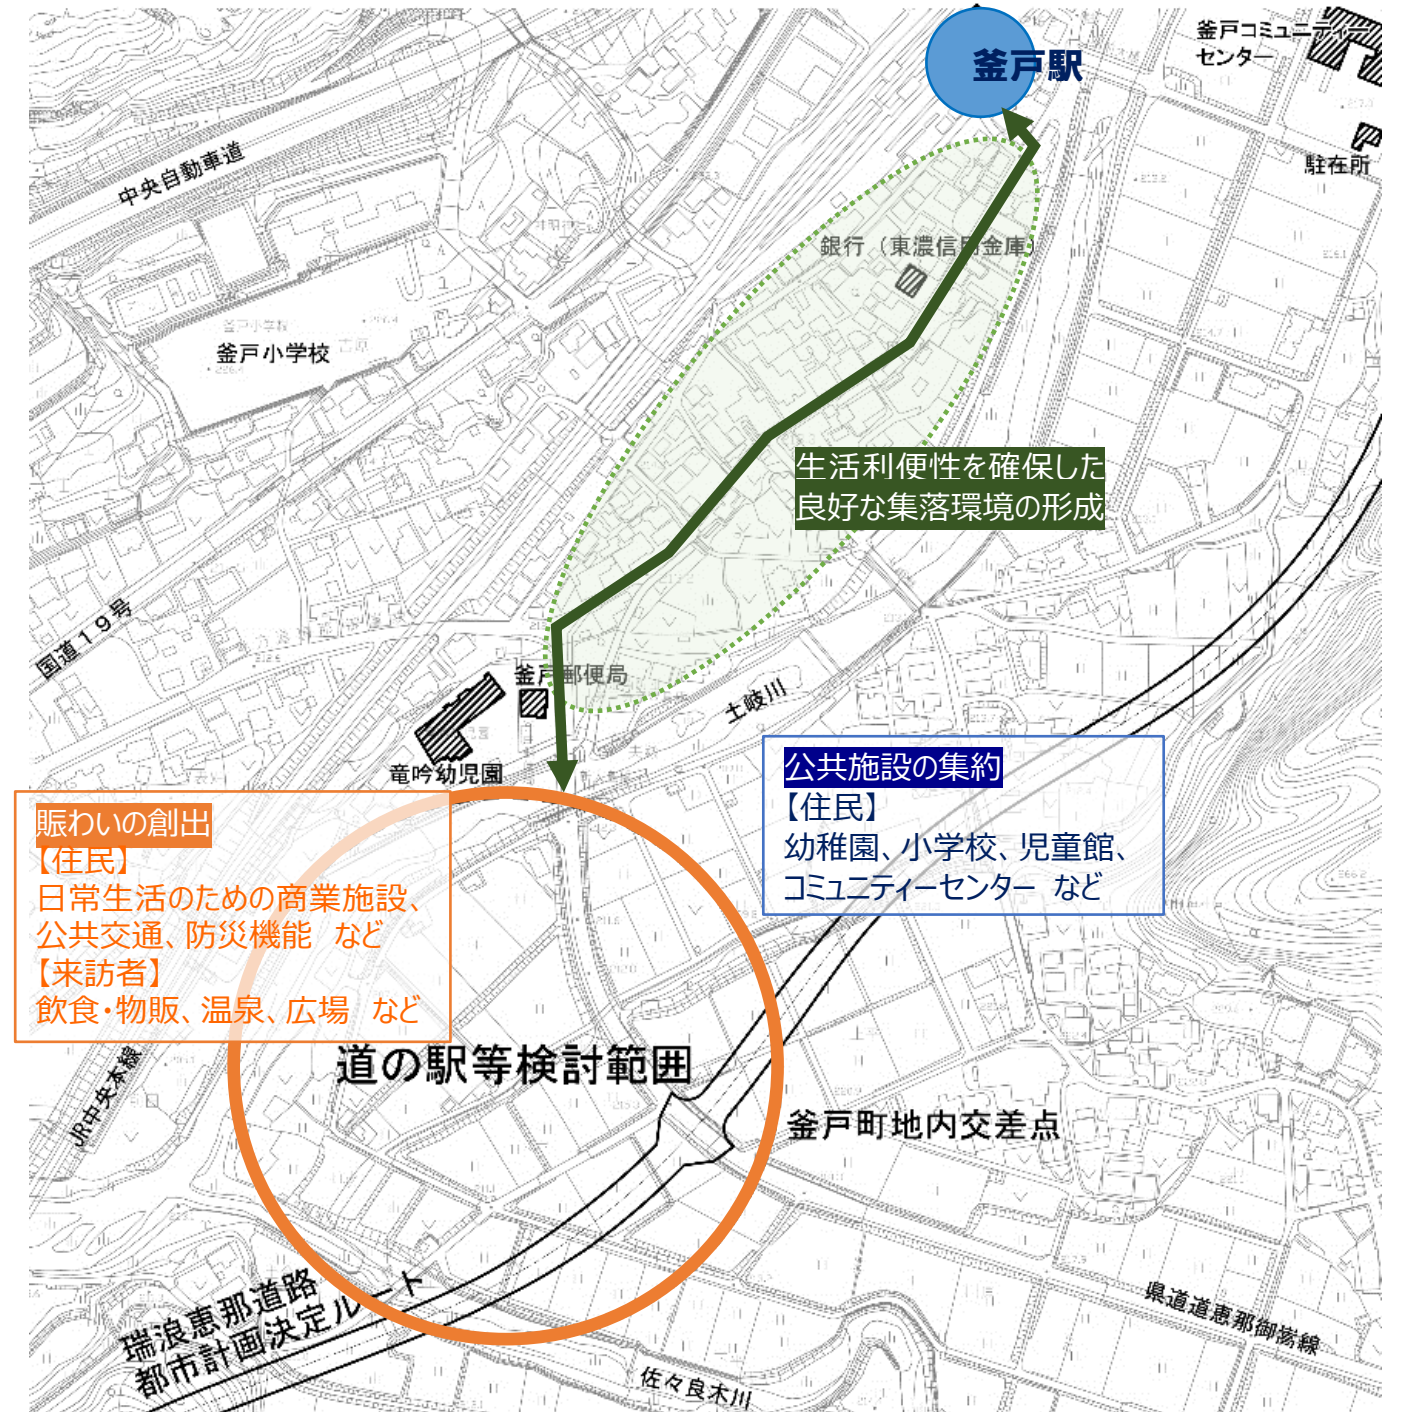 釜戸駅
釜戸コミュニティー
センター
駐在所
中央自動車道
銀行（東濃信用金庫）
釜戸小学校
釜戸小学校
生活利便性を確保した
良好な集落環境の形成
国道19号
釜戸郵便局
土岐川
竜吟幼児園
公共施設の集約
【住民】
幼稚園、小学校、児童館、
コミュニティーセンター など
賑わいの創出
【住民】
日常生活のための商業施設、
公共交通、防災機能 など
【来訪者】
飲食・物販、温泉、広場 など
道の駅等検討範囲
JR中央本線
釜戸町地内交差点
瑞浪恵那道路
都市計画決定ルート
県道恵那御嵩線
佐々良木川